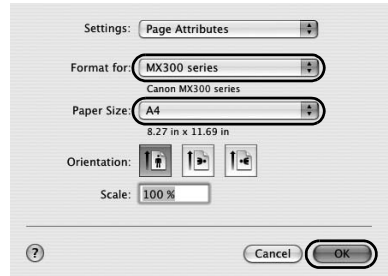 Settings: Page Attributes
Format for: MX300 series
Canon MX300 series
Paper Size: A4
8.27 in x 11.69 in
Orientation:
Scale: 100 %
? Cancel OK